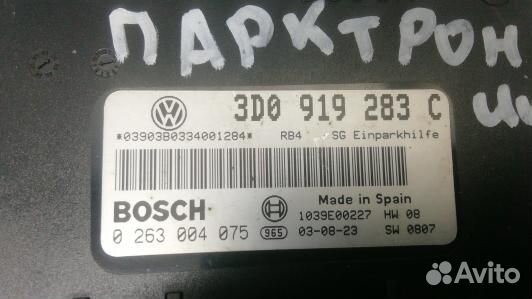 ПАРКТРОН
3D0 919 283 C
*03903B0334001284* RB4 SG Einparkhilfe
BOSCH
Made in Spain
1039E00227 HW 08
0 263 004 075 965 03-08-23 SW 0807
Avito